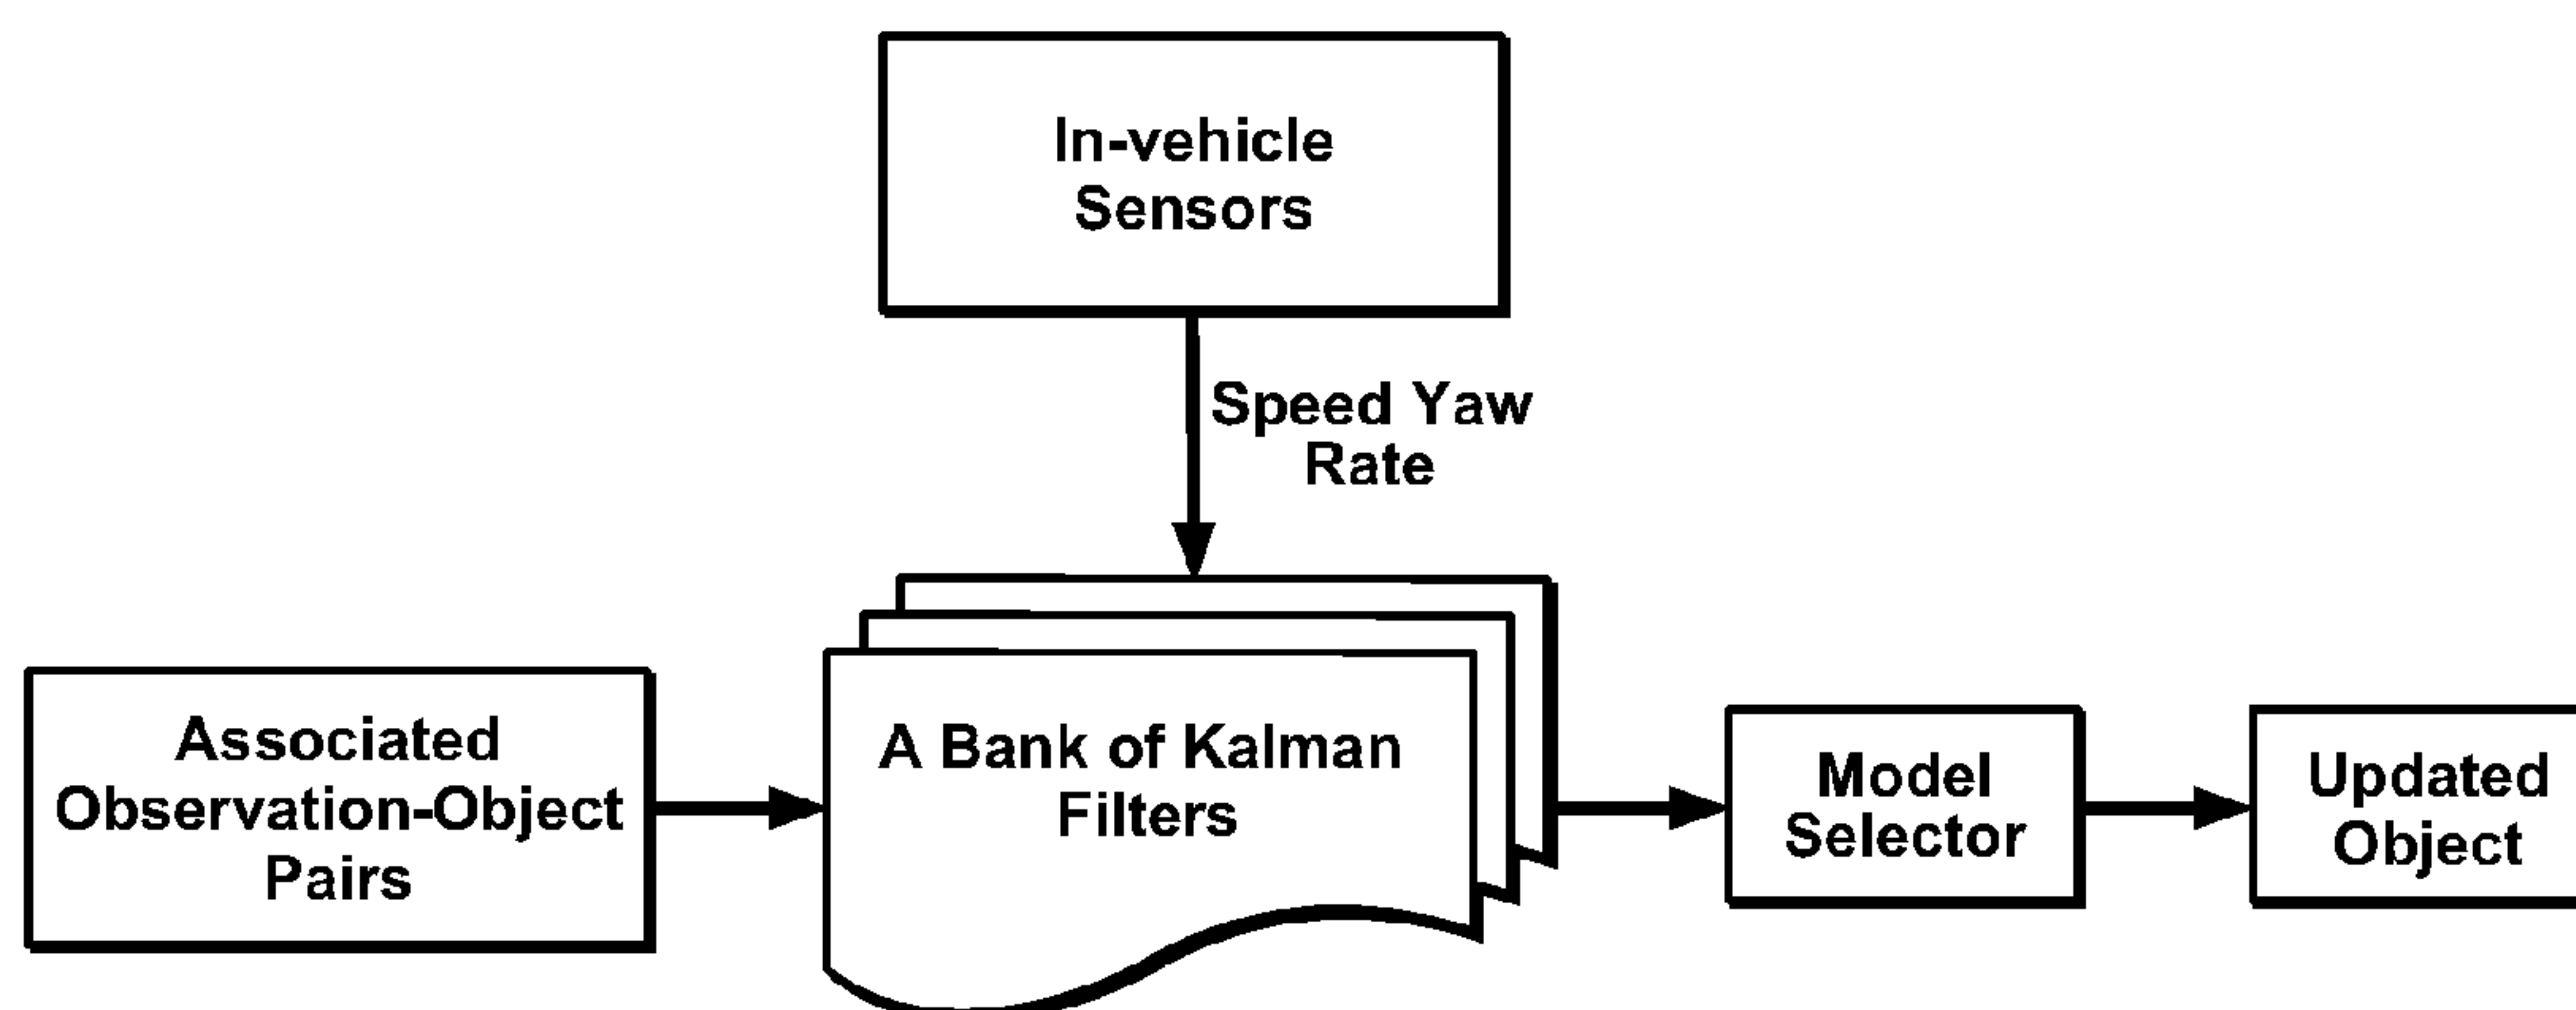 In-vehicle
Sensors
Speed Yaw
Rate
Associated
Observation-Object
Pairs
A Bank of Kalman
Filters
Model
Selector
Updated
Object